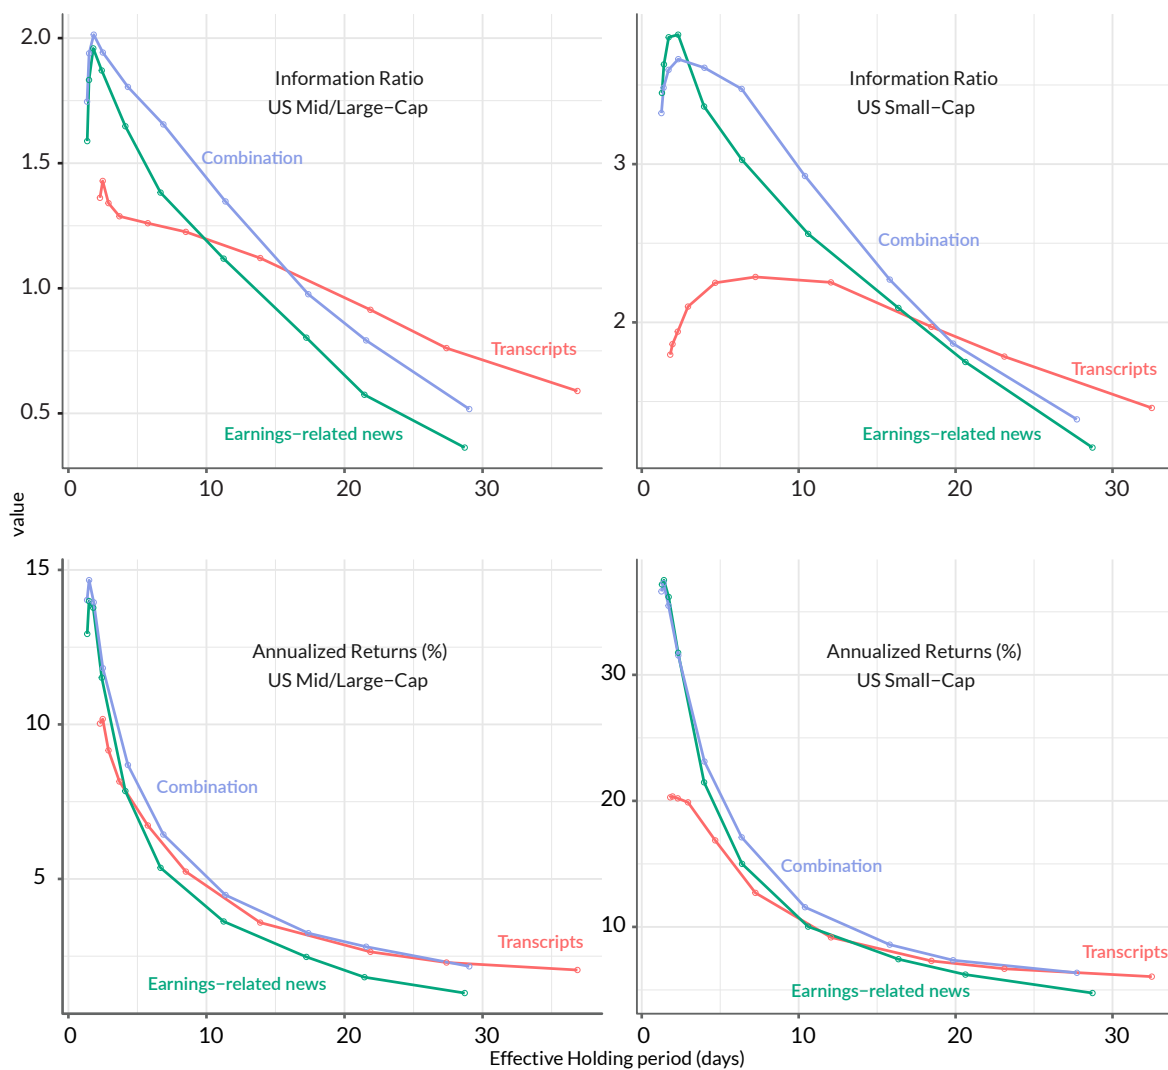 Information Ratio
US Mid/Large−Cap
2.0
1.5
1.0
0.5
Combination
Transcripts
Earnings−related news
0 10 20 30
Information Ratio
US Small−Cap
3
2
Combination
Transcripts
Earnings−related news
0 10 20 30
value
Annualized Returns (%)
US Mid/Large−Cap
15
10
5
Combination
Transcripts
Earnings−related news
0 10 20 30
Annualized Returns (%)
US Small−Cap
30
20
10
Combination
Transcripts
Earnings−related news
0 10 20 30
Effective Holding period (days)